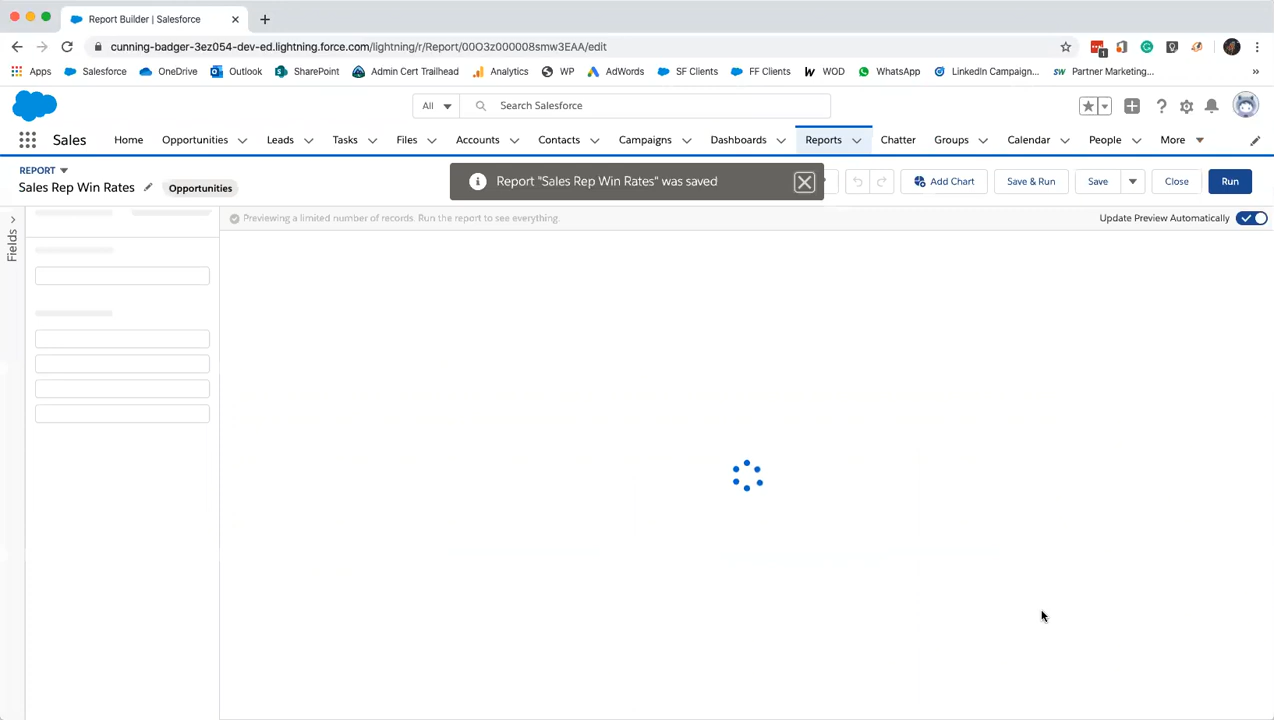 Report Builder | Salesforce
cunning-badger-3ez054-dev-ed.lightning.force.com/lightning/r/Report/00O3z000008smw3EAA/edit
1
Apps Salesforce OneDrive Outlook SharePoint Admin Cert Trailhead Analytics WP AdWords SF Clients FF Clients WOD WhatsApp LinkedIn Campaign... Partner Marketing... »
All Search Salesforce
Sales Home Opportunities Leads Tasks Files Accounts Contacts Campaigns Dashboards Reports Chatter Groups Calendar People More
REPORT
Sales Rep Win Rates Opportunities
Report "Sales Rep Win Rates" was saved
Add Chart Save & Run Save Close Run
Fields
Previewing a limited number of records. Run the report to see everything.
Update Preview Automatically